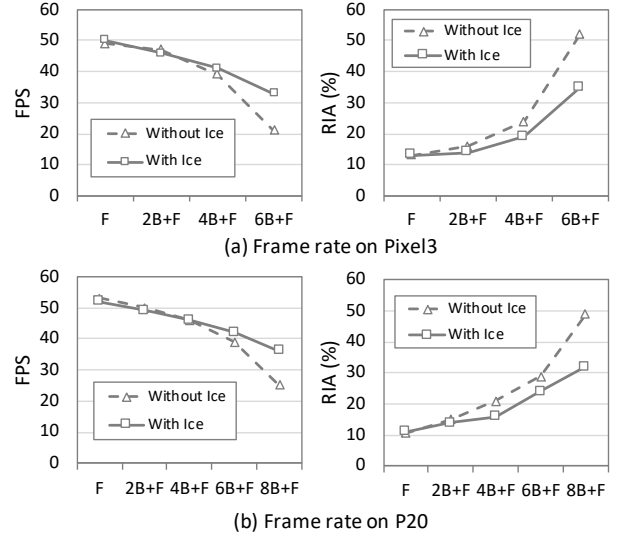 60
50
40
30
20
10
0
FPS
Without Ice
With Ice
F 2B+F 4B+F 6B+F
60
50
40
30
20
10
0
RIA (%)
Without Ice
With Ice
F 2B+F 4B+F 6B+F
(a) Frame rate on Pixel3
60
50
40
30
20
10
0
FPS
Without Ice
With Ice
F 2B+F 4B+F 6B+F 8B+F
60
50
40
30
20
10
0
RIA (%)
Without Ice
With Ice
F 2B+F 4B+F 6B+F 8B+F
(b) Frame rate on P20